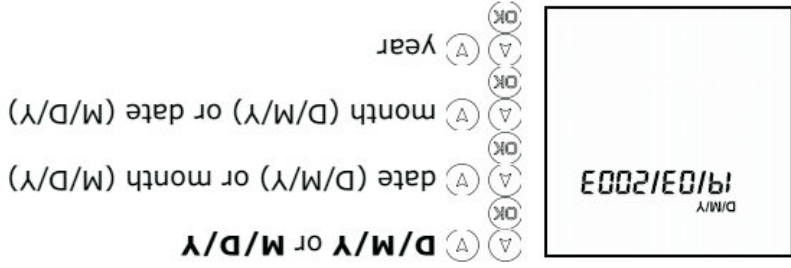 D/M/Y
19/03/2003
D/M/Y or M/D/Y
OK
date (D/M/Y) or month (M/D/Y)
OK
month (D/M/Y) or date (M/D/Y)
OK
year
OK